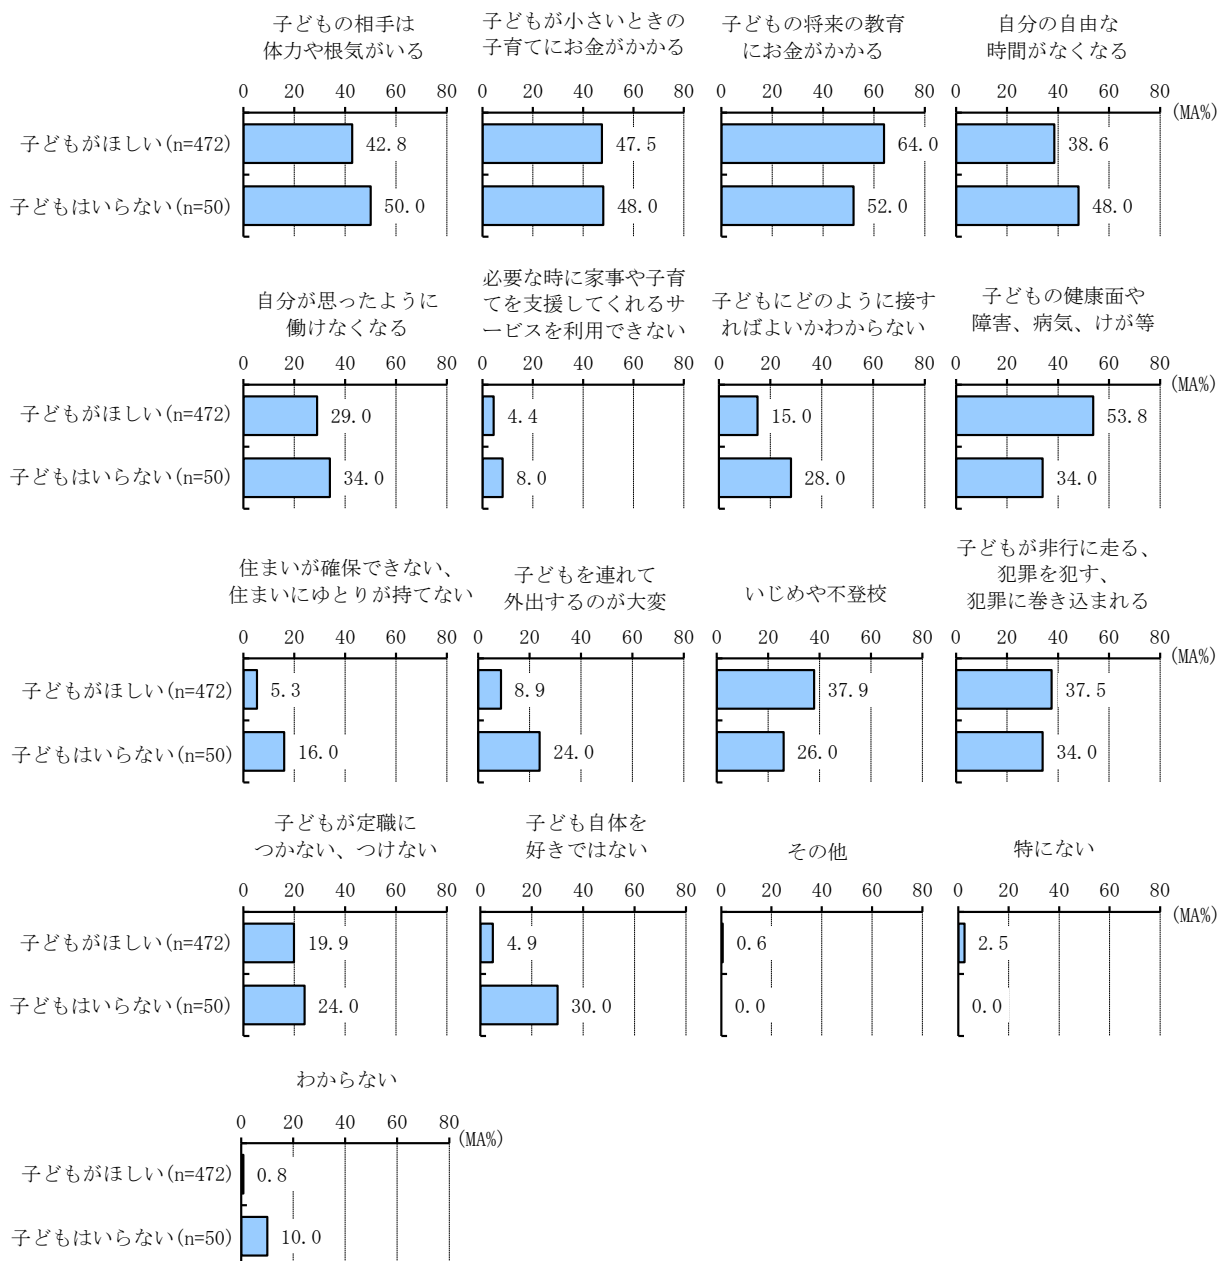 子どもの相手は
体力や根気がいる
子どもが小さいときの
子育てにお金がかかる
子どもの将来の教育
にお金がかかる
自分の自由な
時間がなくなる
0 20 40 60 80
0 20 40 60 80
0 20 40 60 80
0 20 40 60 80
(MA%)
子どもがほしい(n=472) 42.8 47.5 64.0 38.6
子どもはいらない(n=50) 50.0 48.0 52.0 48.0
自分が思ったように
働けなくなる
必要な時に家事や子育
てを支援してくれるサ
ービスを利用できない
子どもにどのように接す
ればよいかわからない
子どもの健康面や
障害、病気、けが等
0 20 40 60 80
0 20 40 60 80
0 20 40 60 80
0 20 40 60 80
(MA%)
子どもがほしい(n=472) 29.0 4.4 15.0 53.8
子どもはいらない(n=50) 34.0 8.0 28.0 34.0
住まいが確保できない、
住まいにゆとりが持てない
子どもを連れて
外出するのが大変
いじめや不登校
子どもが非行に走る、
犯罪を犯す、
犯罪に巻き込まれる
0 20 40 60 80
0 20 40 60 80
0 20 40 60 80
0 20 40 60 80
(MA%)
子どもがほしい(n=472) 5.3 8.9 37.9 37.5
子どもはいらない(n=50) 16.0 24.0 26.0 34.0
子どもが定職に
つかない、つけない
子ども自体を
好きではない
その他
特にない
0 20 40 60 80
0 20 40 60 80
0 20 40 60 80
0 20 40 60 80
(MA%)
子どもがほしい(n=472) 19.9 4.9 0.6 2.5
子どもはいらない(n=50) 24.0 30.0 0.0 0.0
わからない
0 20 40 60 80
(MA%)
子どもがほしい(n=472) 0.8
子どもはいらない(n=50) 10.0